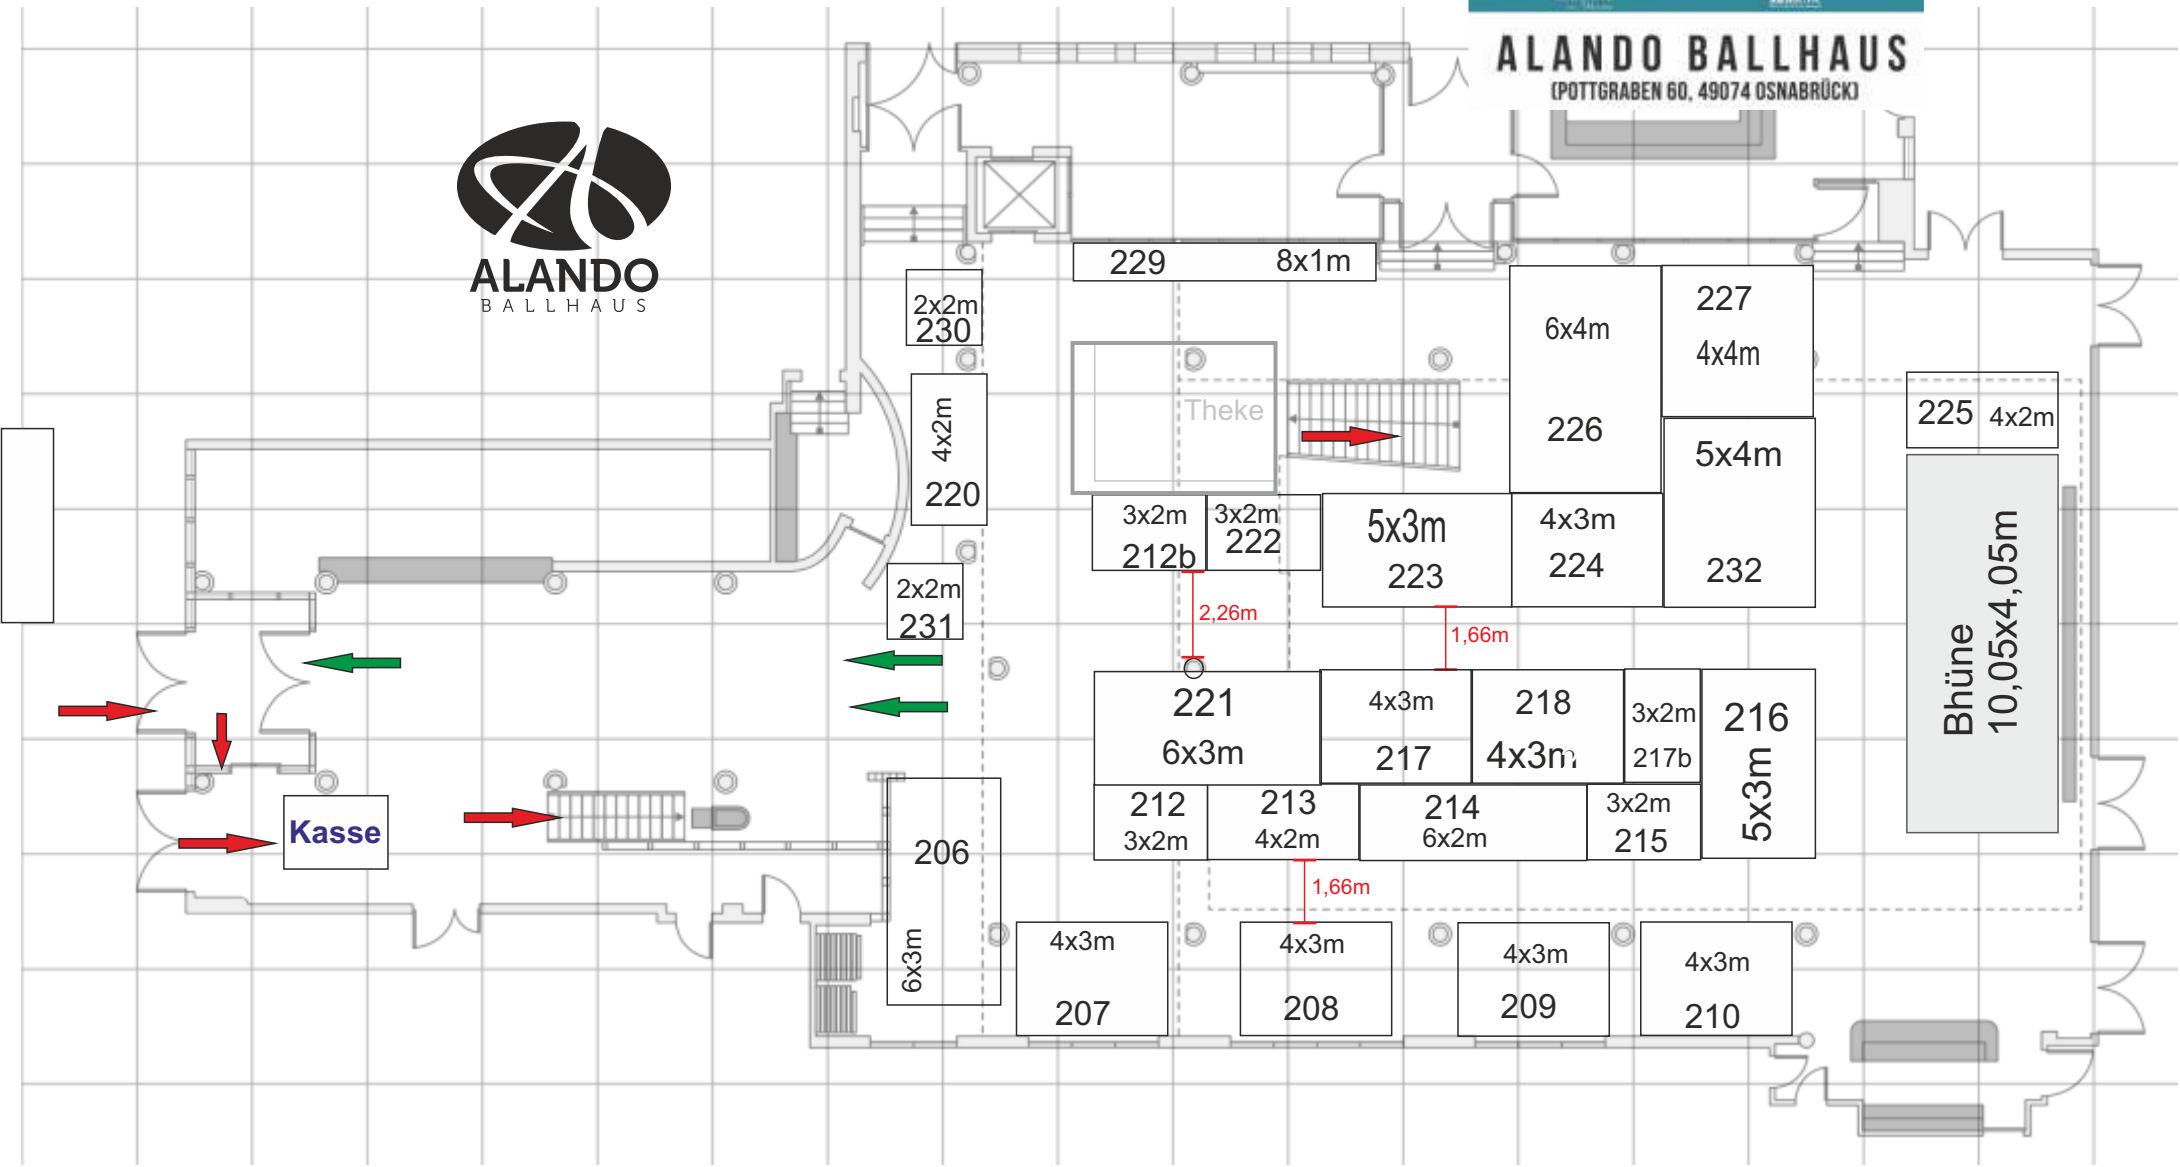 ALANDO BALLHAUS
(POTTGRABEN 60, 49074 OSNABRÜCK)
ALANDO
BALLHAUS
229 8x1m
2x2m
230
6x4m
226
227
4x4m
4x2m
220
Theke
225 4x2m
5x4m
232
3x2m
212b
3x2m
222
5x3m
223
4x3m
224
Bhüne
10,05x4,05m
2x2m
231
2,26m
1,66m
221
6x3m
4x3m
217
218
4x3m
3x2m
217b
216
5x3m
Kasse
212
3x2m
213
4x2m
214
6x2m
3x2m
215
206
6x3m
1,66m
4x3m
207
4x3m
208
4x3m
209
4x3m
210